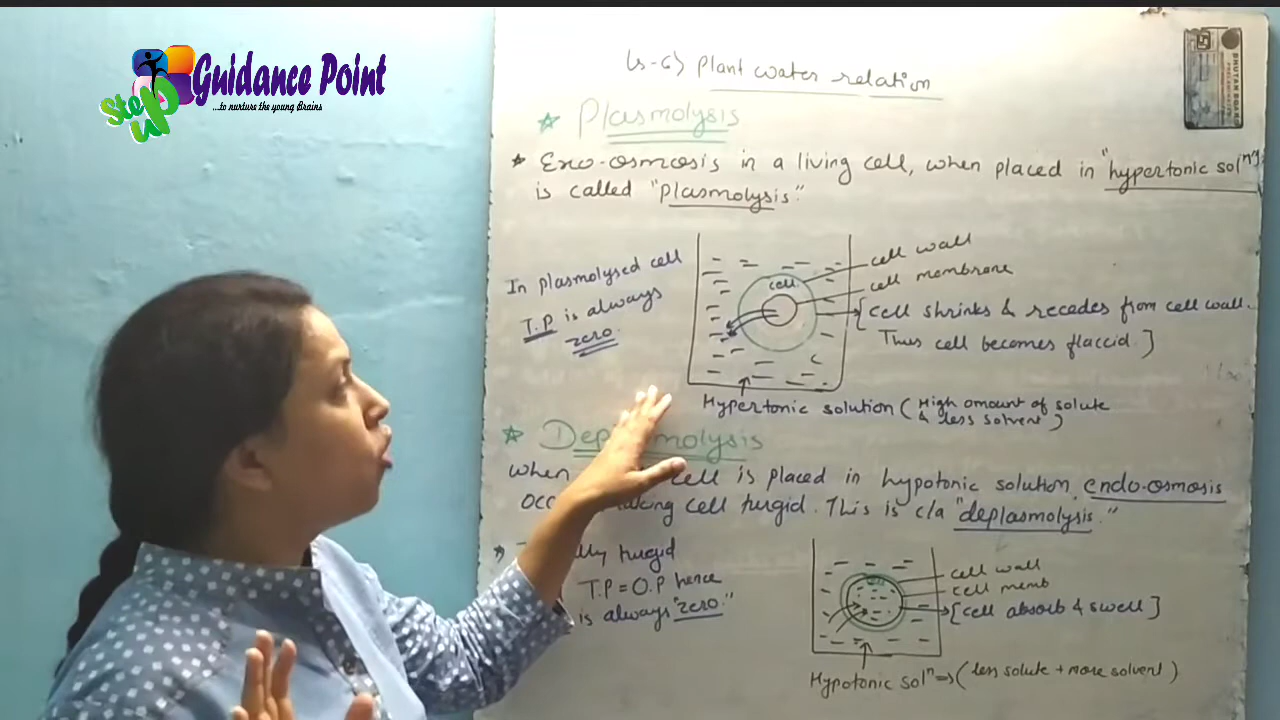 Step up
Guidance Point
...to nurture the young Brains
Plant water relation
Plasmolysis
Exo-osmosis in a living cell, when placed in "hypertonic solⁿ"
is called "plasmolysis"
In plasmolysed cell
T.P is always
zero.
cell
cell wall
cell membrane
[cell shrinks & recedes from cell wall.
Thus cell becomes flaccid.]
Hypertonic solution (High amount of solute
& less solvent)
When cell is placed in hypotonic solution, endo-osmosis
cell turgid. This is c/a "deplasmolysis."
turgid
T.P = O.P hence
is always "zero."
cell wall
cell memb
[cell absorb & swell]
Hypotonic solⁿ => (less solute + more solvent)